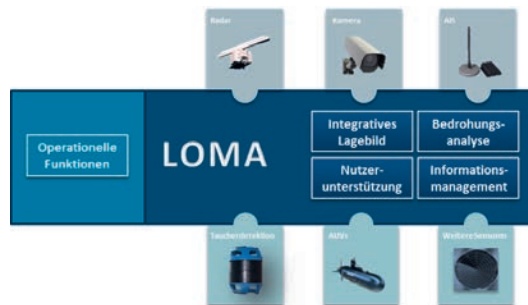 Radar
Kamera
AIS
Operationelle
Funktionen
LOMA
Integratives
Lagebild
Bedrohungs-
analyse
Nutzer-
unterstützung
Informations-
management
Taucherdetektion
AUVs
Weitere Sensoren